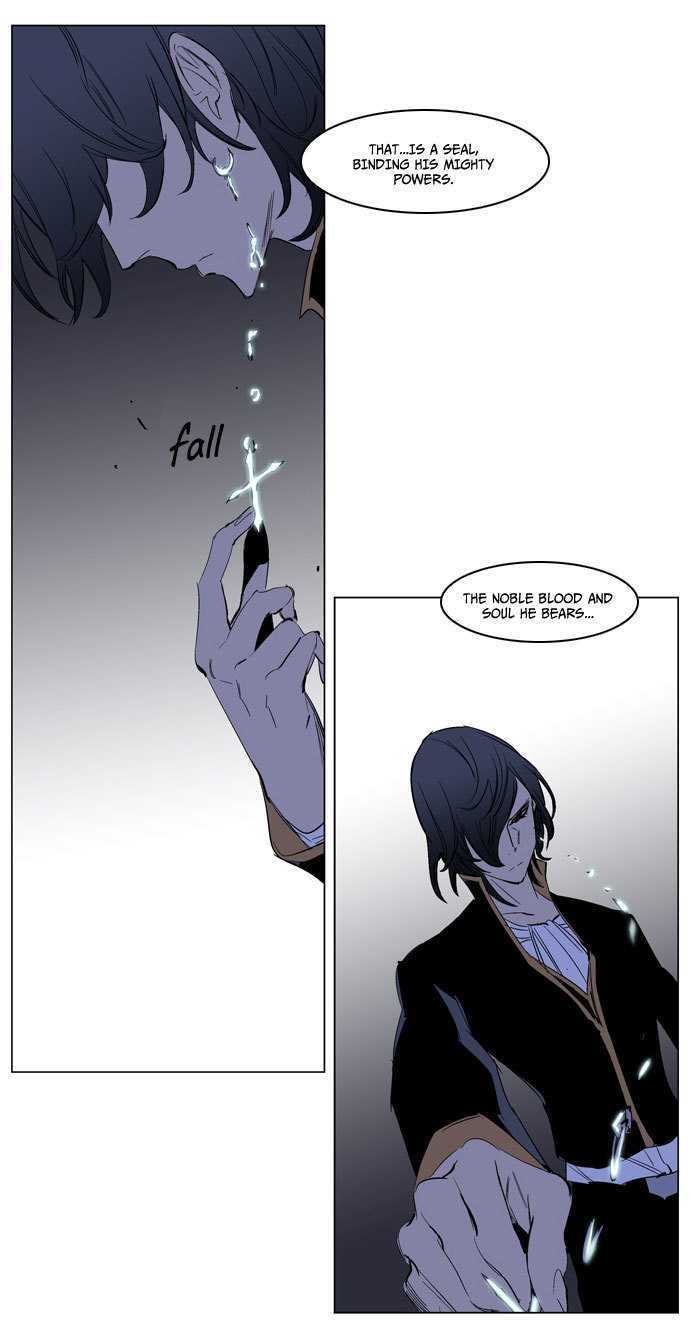 THAT...IS A SEAL,
BINDING HIS MIGHTY
POWERS.
fall
THE NOBLE BLOOD AND
SOUL HE BEARS...